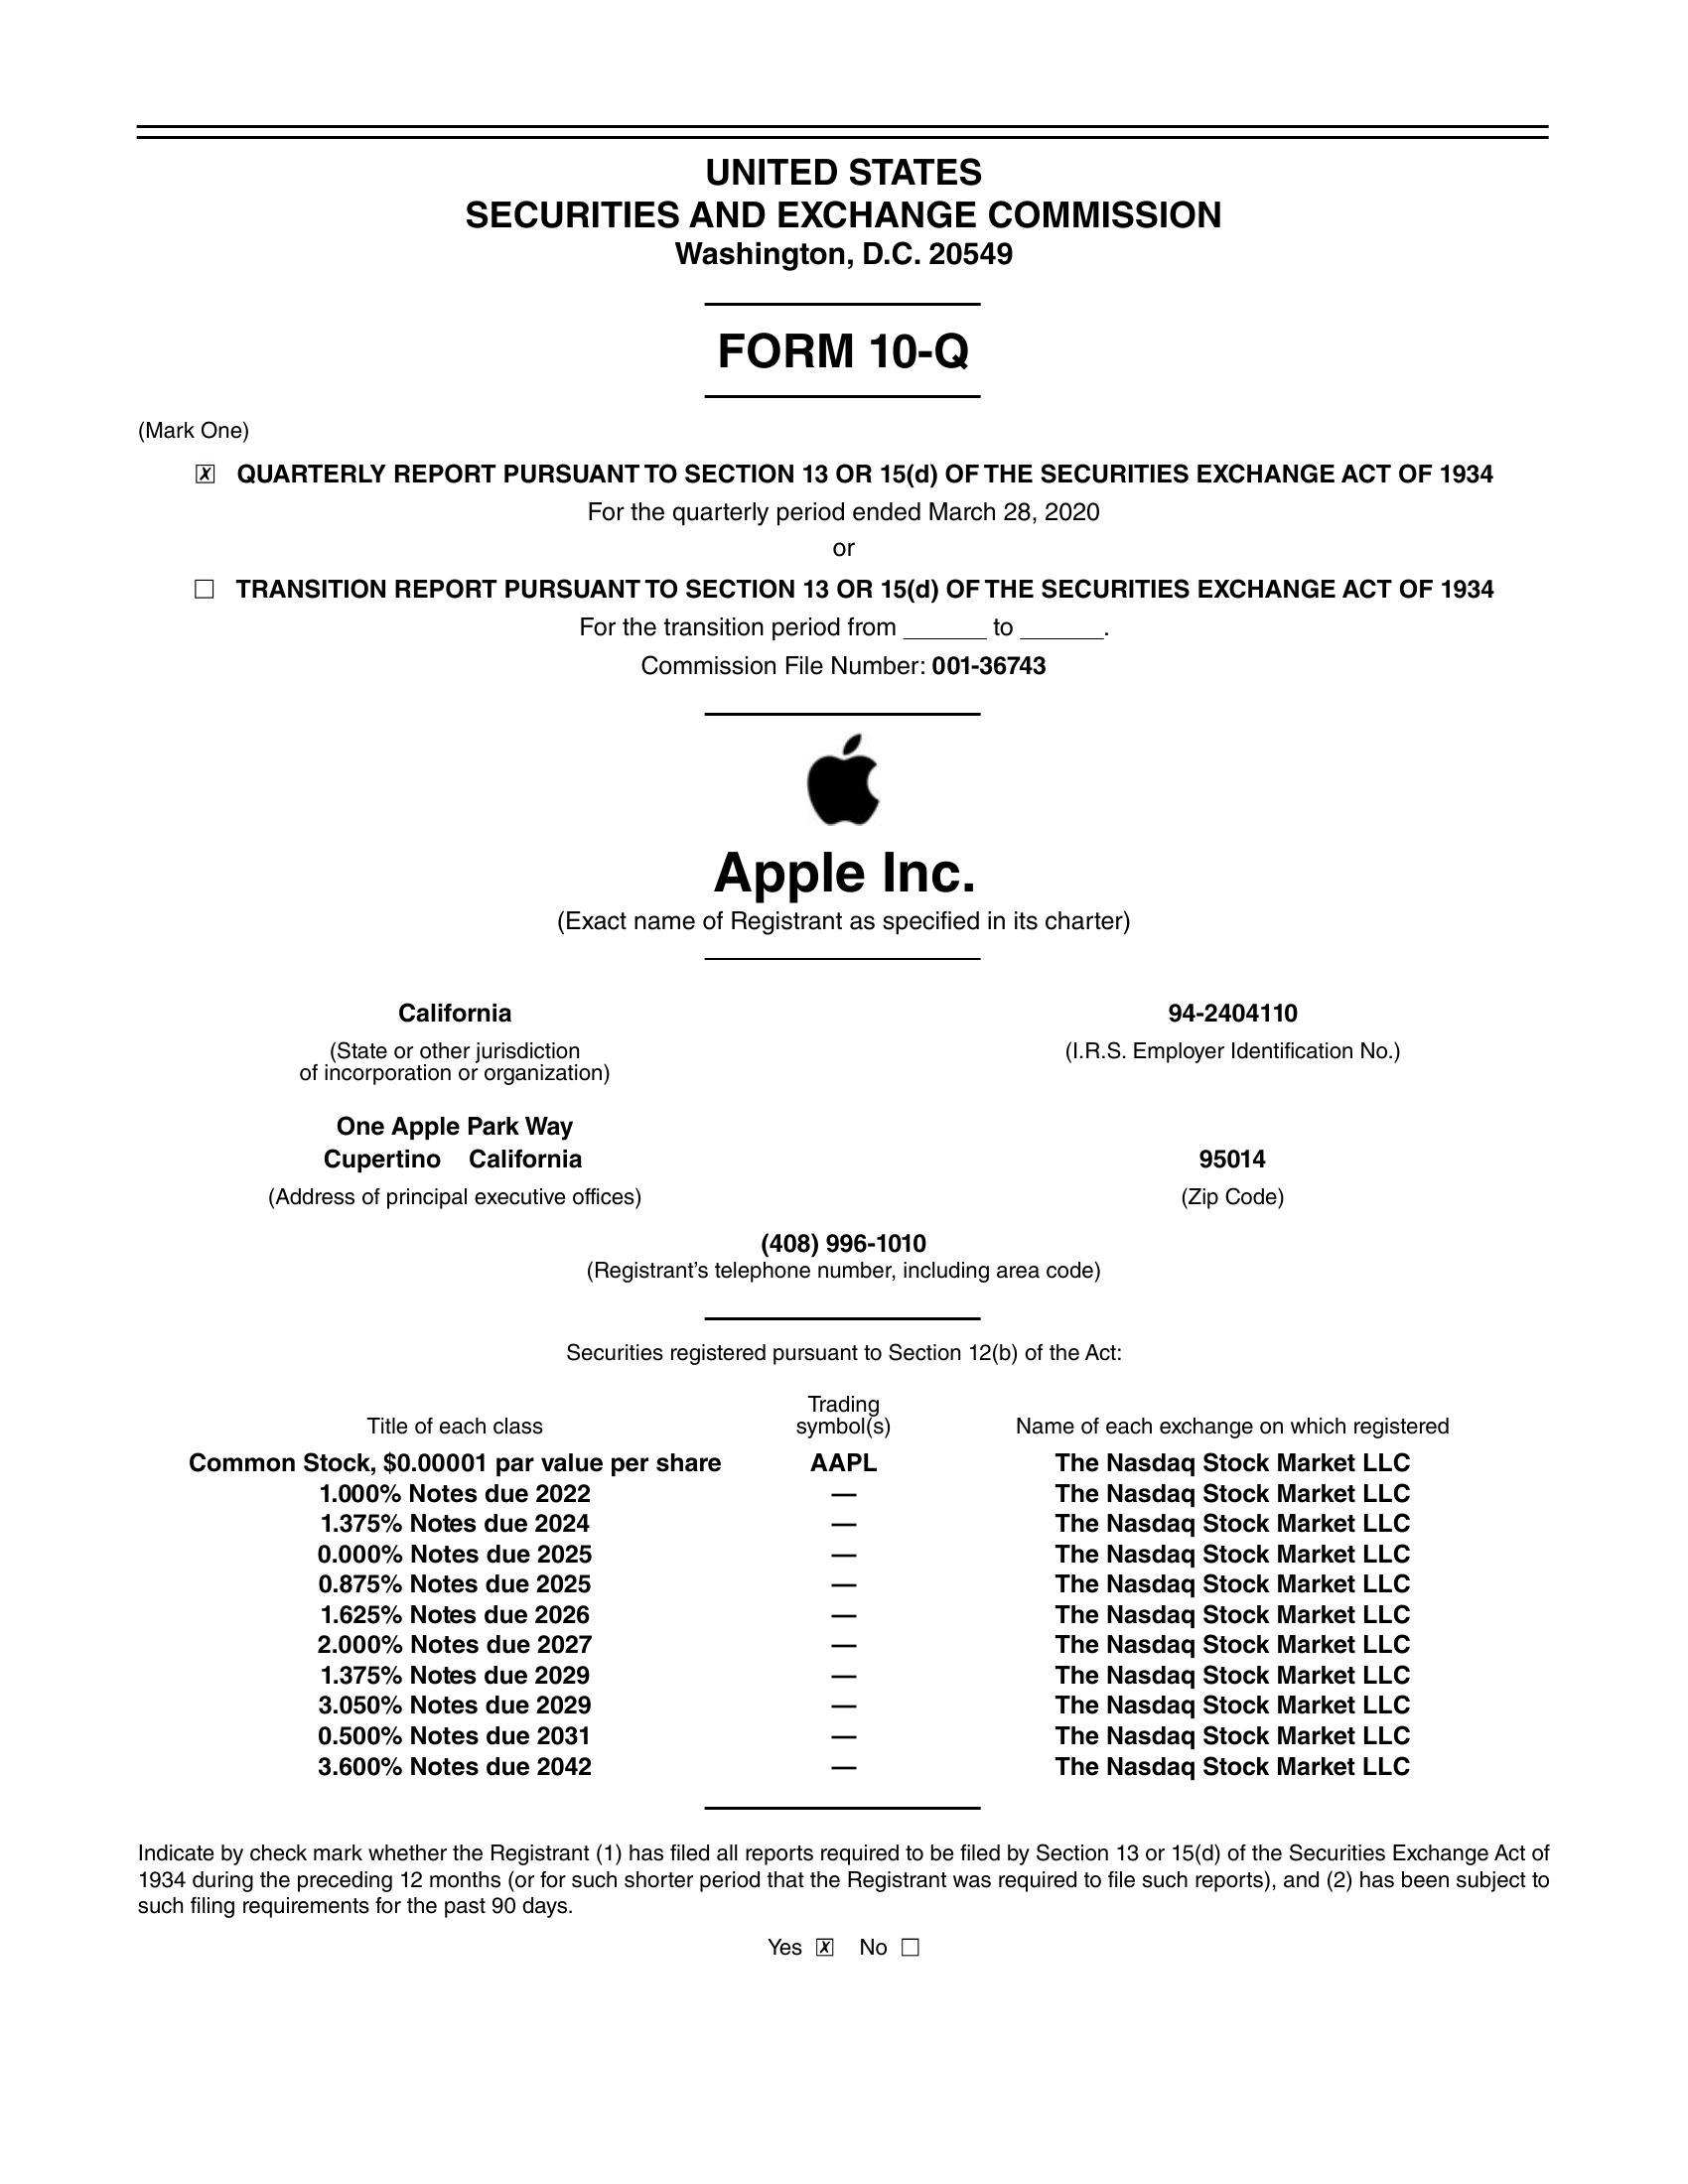 UNITED STATES
SECURITIES AND EXCHANGE COMMISSION
Washington, D.C. 20549
FORM 10-Q
(Mark One)
☒ QUARTERLY REPORT PURSUANT TO SECTION 13 OR 15(d) OF THE SECURITIES EXCHANGE ACT OF 1934
For the quarterly period ended March 28, 2020
or
☐ TRANSITION REPORT PURSUANT TO SECTION 13 OR 15(d) OF THE SECURITIES EXCHANGE ACT OF 1934
For the transition period from ______ to ______.
Commission File Number: 001-36743
Apple Inc.
(Exact name of Registrant as specified in its charter)
California 94-2404110
(State or other jurisdiction (I.R.S. Employer Identification No.)
of incorporation or organization)
One Apple Park Way
Cupertino California 95014
(Address of principal executive offices) (Zip Code)
(408) 996-1010
(Registrant’s telephone number, including area code)
Securities registered pursuant to Section 12(b) of the Act:
Trading
Title of each class symbol(s) Name of each exchange on which registered
Common Stock, $0.00001 par value per share AAPL The Nasdaq Stock Market LLC
1.000% Notes due 2022 — The Nasdaq Stock Market LLC
1.375% Notes due 2024 — The Nasdaq Stock Market LLC
0.000% Notes due 2025 — The Nasdaq Stock Market LLC
0.875% Notes due 2025 — The Nasdaq Stock Market LLC
1.625% Notes due 2026 — The Nasdaq Stock Market LLC
2.000% Notes due 2027 — The Nasdaq Stock Market LLC
1.375% Notes due 2029 — The Nasdaq Stock Market LLC
3.050% Notes due 2029 — The Nasdaq Stock Market LLC
0.500% Notes due 2031 — The Nasdaq Stock Market LLC
3.600% Notes due 2042 — The Nasdaq Stock Market LLC
Indicate by check mark whether the Registrant (1) has filed all reports required to be filed by Section 13 or 15(d) of the Securities Exchange Act of
1934 during the preceding 12 months (or for such shorter period that the Registrant was required to file such reports), and (2) has been subject to
such filing requirements for the past 90 days.
Yes ☒ No ☐